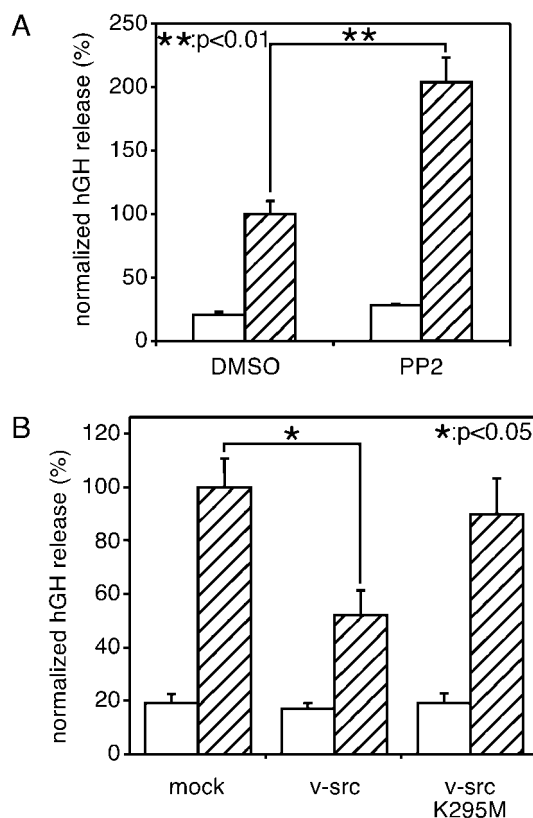 A
normalized hGH release (%)
250
200
150
100
50
0
**:p<0.01
**
DMSO
PP2
B
normalized hGH release (%)
120
100
80
60
40
20
0
*
*:p<0.05
mock
v-src
v-src
K295M